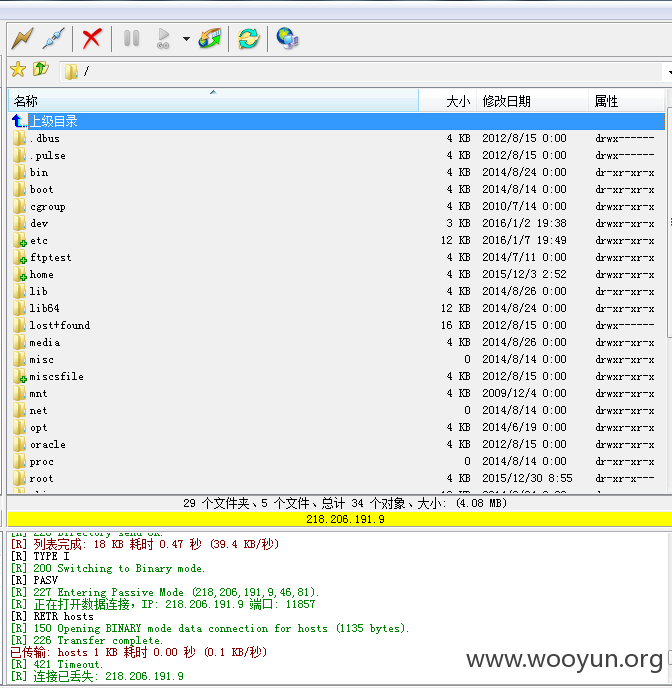 GO
/
名称 大小 修改日期 属性
上级目录
.dbus 4 KB 2012/8/15 0:00 drwx------
.pulse 4 KB 2012/8/15 0:00 drwx------
bin 4 KB 2014/8/24 0:00 dr-xr-xr-x
boot 4 KB 2014/8/14 0:00 dr-xr-xr-x
cgroup 4 KB 2010/7/14 0:00 drwxr-xr-x
dev 3 KB 2016/1/2 19:38 drwxr-xr-x
etc 12 KB 2016/1/7 19:49 drwxr-xr-x
ftptest 4 KB 2014/7/11 0:00 drwxr-xr-x
home 4 KB 2015/12/3 2:52 drwxr-xr-x
lib 4 KB 2014/8/26 0:00 dr-xr-xr-x
lib64 12 KB 2014/8/24 0:00 dr-xr-xr-x
lost+found 16 KB 2012/8/15 0:00 drwx------
media 4 KB 2014/8/26 0:00 drwxr-xr-x
misc 0 2014/8/14 0:00 drwxr-xr-x
miscsfile 4 KB 2012/8/15 0:00 drwxr-xr-x
mnt 4 KB 2009/12/4 0:00 drwxr-xr-x
net 0 2014/8/14 0:00 drwxr-xr-x
opt 4 KB 2014/6/19 0:00 drwxr-xr-x
oracle 4 KB 2012/8/15 0:00 drwxr-xr-x
proc 0 2014/8/14 0:00 dr-xr-xr-x
root 4 KB 2015/12/30 8:55 dr-xr-x---
29 个文件夹、5 个文件、总计 34 个对象、大小: (4.08 MB)
218.206.191.9
[R] 226 Directory send OK.
[R] 列表完成: 18 KB 耗时 0.47 秒 (39.4 KB/秒)
[R] TYPE I
[R] 200 Switching to Binary mode.
[R] PASV
[R] 227 Entering Passive Mode (218,206,191,9,46,81).
[R] 正在打开数据连接, IP: 218.206.191.9 端口: 11857
[R] RETR hosts
[R] 150 Opening BINARY mode data connection for hosts (1135 bytes).
[R] 226 Transfer complete.
已传输: hosts 1 KB 耗时 0.00 秒 (0.1 KB/秒)
[R] 421 Timeout.
[R] 连接已丢失: 218.206.191.9
www.wooyun.org